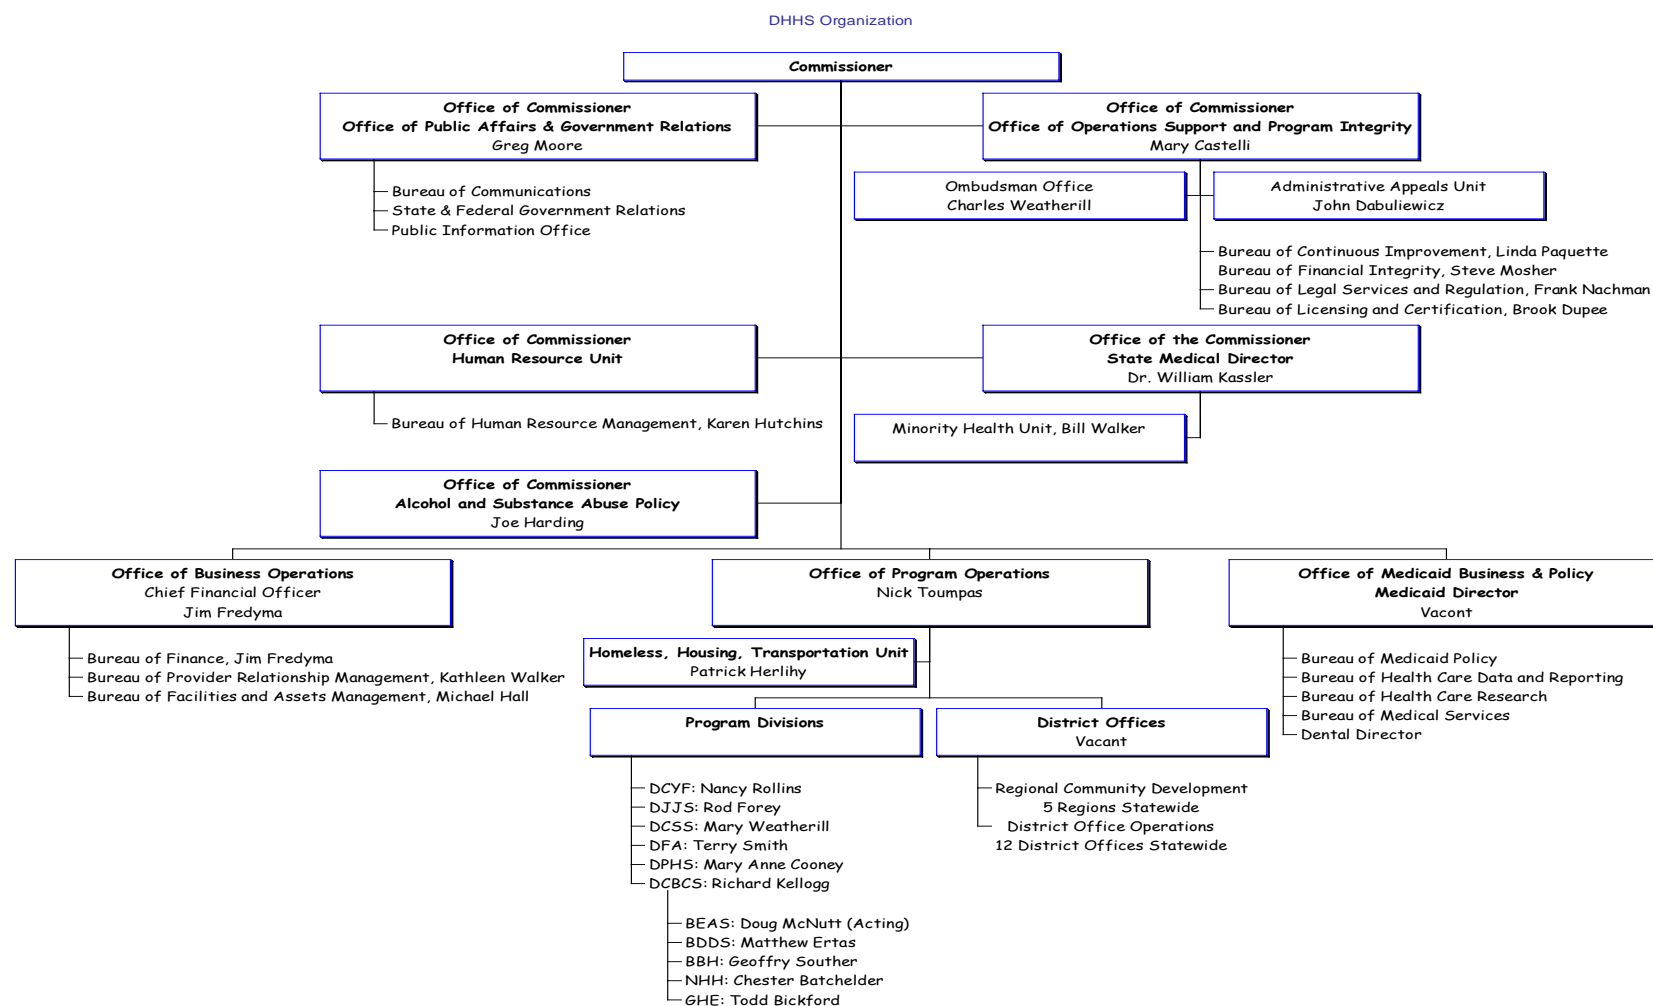 DHHS Organization
Commissioner
Office of Commissioner
Office of Public Affairs & Government Relations
Greg Moore
Bureau of Communications
State & Federal Government Relations
Public Information Office
Office of Commissioner
Office of Operations Support and Program Integrity
Mary Castelli
Ombudsman Office
Charles Weatherill
Administrative Appeals Unit
John Dabuliewicz
Bureau of Continuous Improvement, Linda Paquette
Bureau of Financial Integrity, Steve Mosher
Bureau of Legal Services and Regulation, Frank Nachman
Bureau of Licensing and Certification, Brook Dupee
Office of Commissioner
Human Resource Unit
Bureau of Human Resource Management, Karen Hutchins
Office of the Commissioner
State Medical Director
Dr. William Kassler
Minority Health Unit, Bill Walker
Office of Commissioner
Alcohol and Substance Abuse Policy
Joe Harding
Office of Business Operations
Chief Financial Officer
Jim Fredyma
Bureau of Finance, Jim Fredyma
Bureau of Provider Relationship Management, Kathleen Walker
Bureau of Facilities and Assets Management, Michael Hall
Office of Program Operations
Nick Toumpas
Homeless, Housing, Transportation Unit
Patrick Herlihy
Program Divisions
DCYF: Nancy Rollins
DJJS: Rod Forey
DCSS: Mary Weatherill
DFA: Terry Smith
DPHS: Mary Anne Cooney
DCBCS: Richard Kellogg
BEAS: Doug McNutt (Acting)
BDDS: Matthew Ertas
BBH: Geoffry Souther
NHH: Chester Batchelder
GHE: Todd Bickford
District Offices
Vacant
Regional Community Development
5 Regions Statewide
District Office Operations
12 District Offices Statewide
Office of Medicaid Business & Policy
Medicaid Director
Vacont
Bureau of Medicaid Policy
Bureau of Health Care Data and Reporting
Bureau of Health Care Research
Bureau of Medical Services
Dental Director